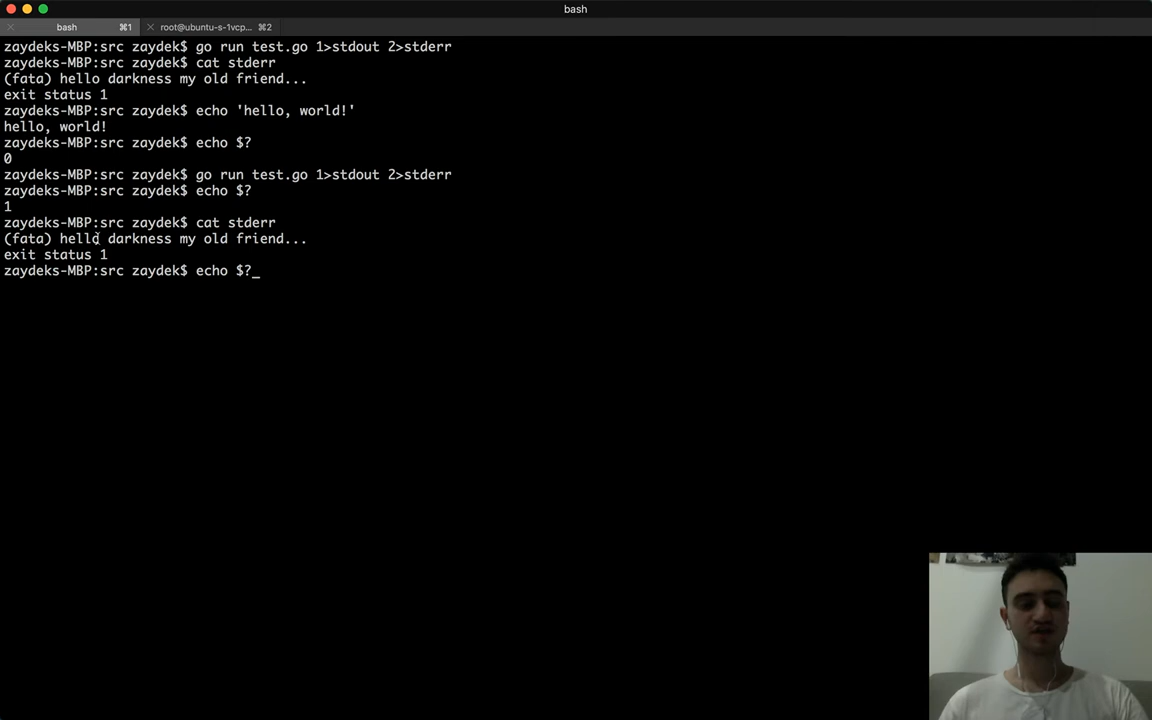 bash
bash ⌘1
root@ubuntu-s-1vcp... ⌘2
zaydeks-MBP:src zaydek$ go run test.go 1>stdout 2>stderr
zaydeks-MBP:src zaydek$ cat stderr
(fata) hello darkness my old friend...
exit status 1
zaydeks-MBP:src zaydek$ echo 'hello, world!'
hello, world!
zaydeks-MBP:src zaydek$ echo $?
0
zaydeks-MBP:src zaydek$ go run test.go 1>stdout 2>stderr
zaydeks-MBP:src zaydek$ echo $?
1
zaydeks-MBP:src zaydek$ cat stderr
(fata) hello darkness my old friend...
exit status 1
zaydeks-MBP:src zaydek$ echo $?